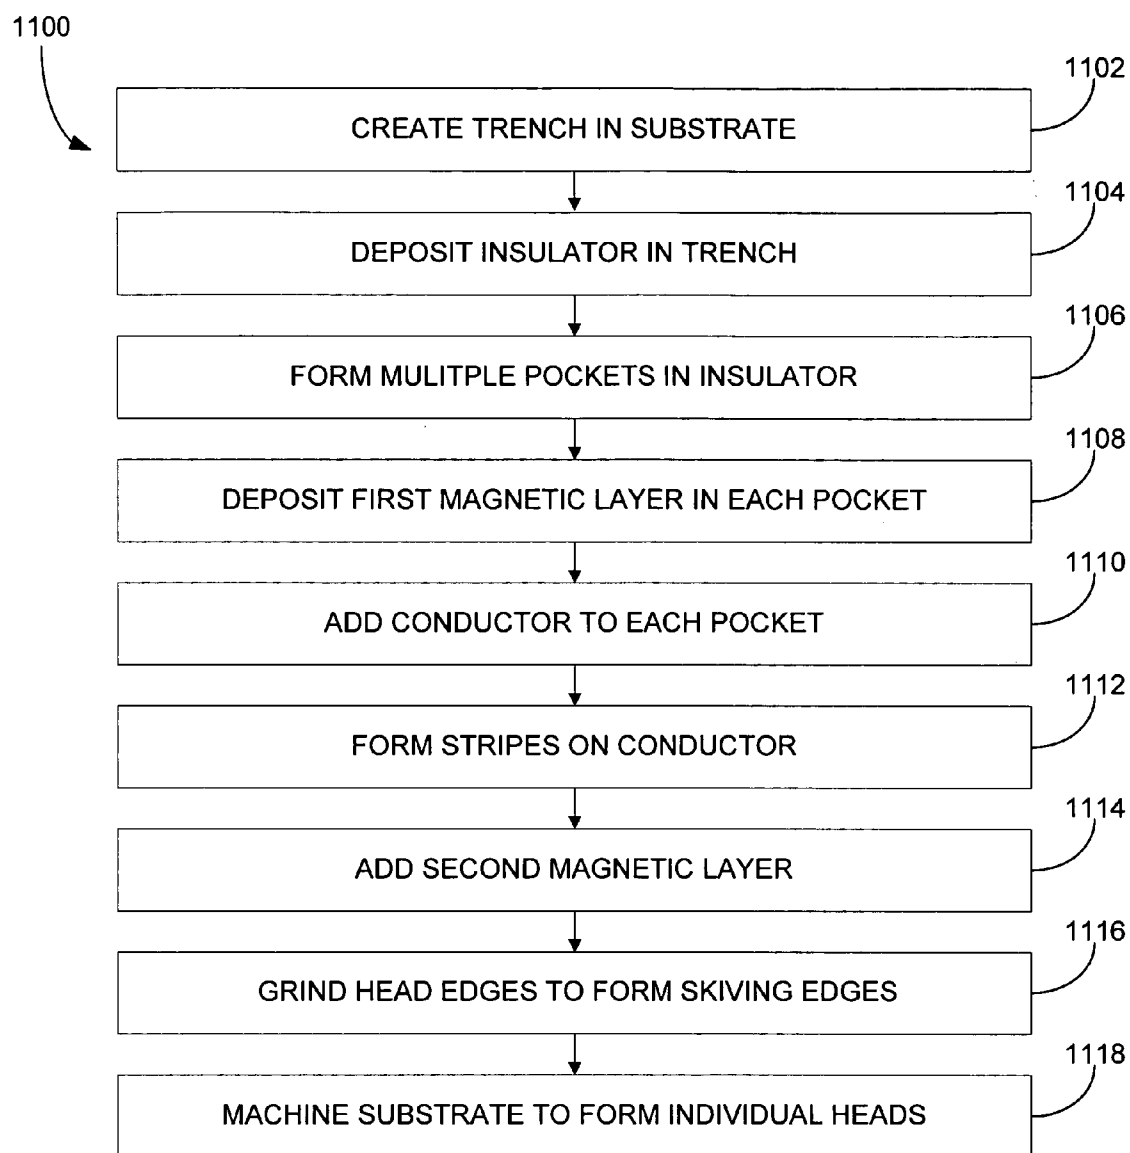 1100
1102
CREATE TRENCH IN SUBSTRATE
1104
DEPOSIT INSULATOR IN TRENCH
1106
FORM MULITPLE POCKETS IN INSULATOR
1108
DEPOSIT FIRST MAGNETIC LAYER IN EACH POCKET
1110
ADD CONDUCTOR TO EACH POCKET
1112
FORM STRIPES ON CONDUCTOR
1114
ADD SECOND MAGNETIC LAYER
1116
GRIND HEAD EDGES TO FORM SKIVING EDGES
1118
MACHINE SUBSTRATE TO FORM INDIVIDUAL HEADS